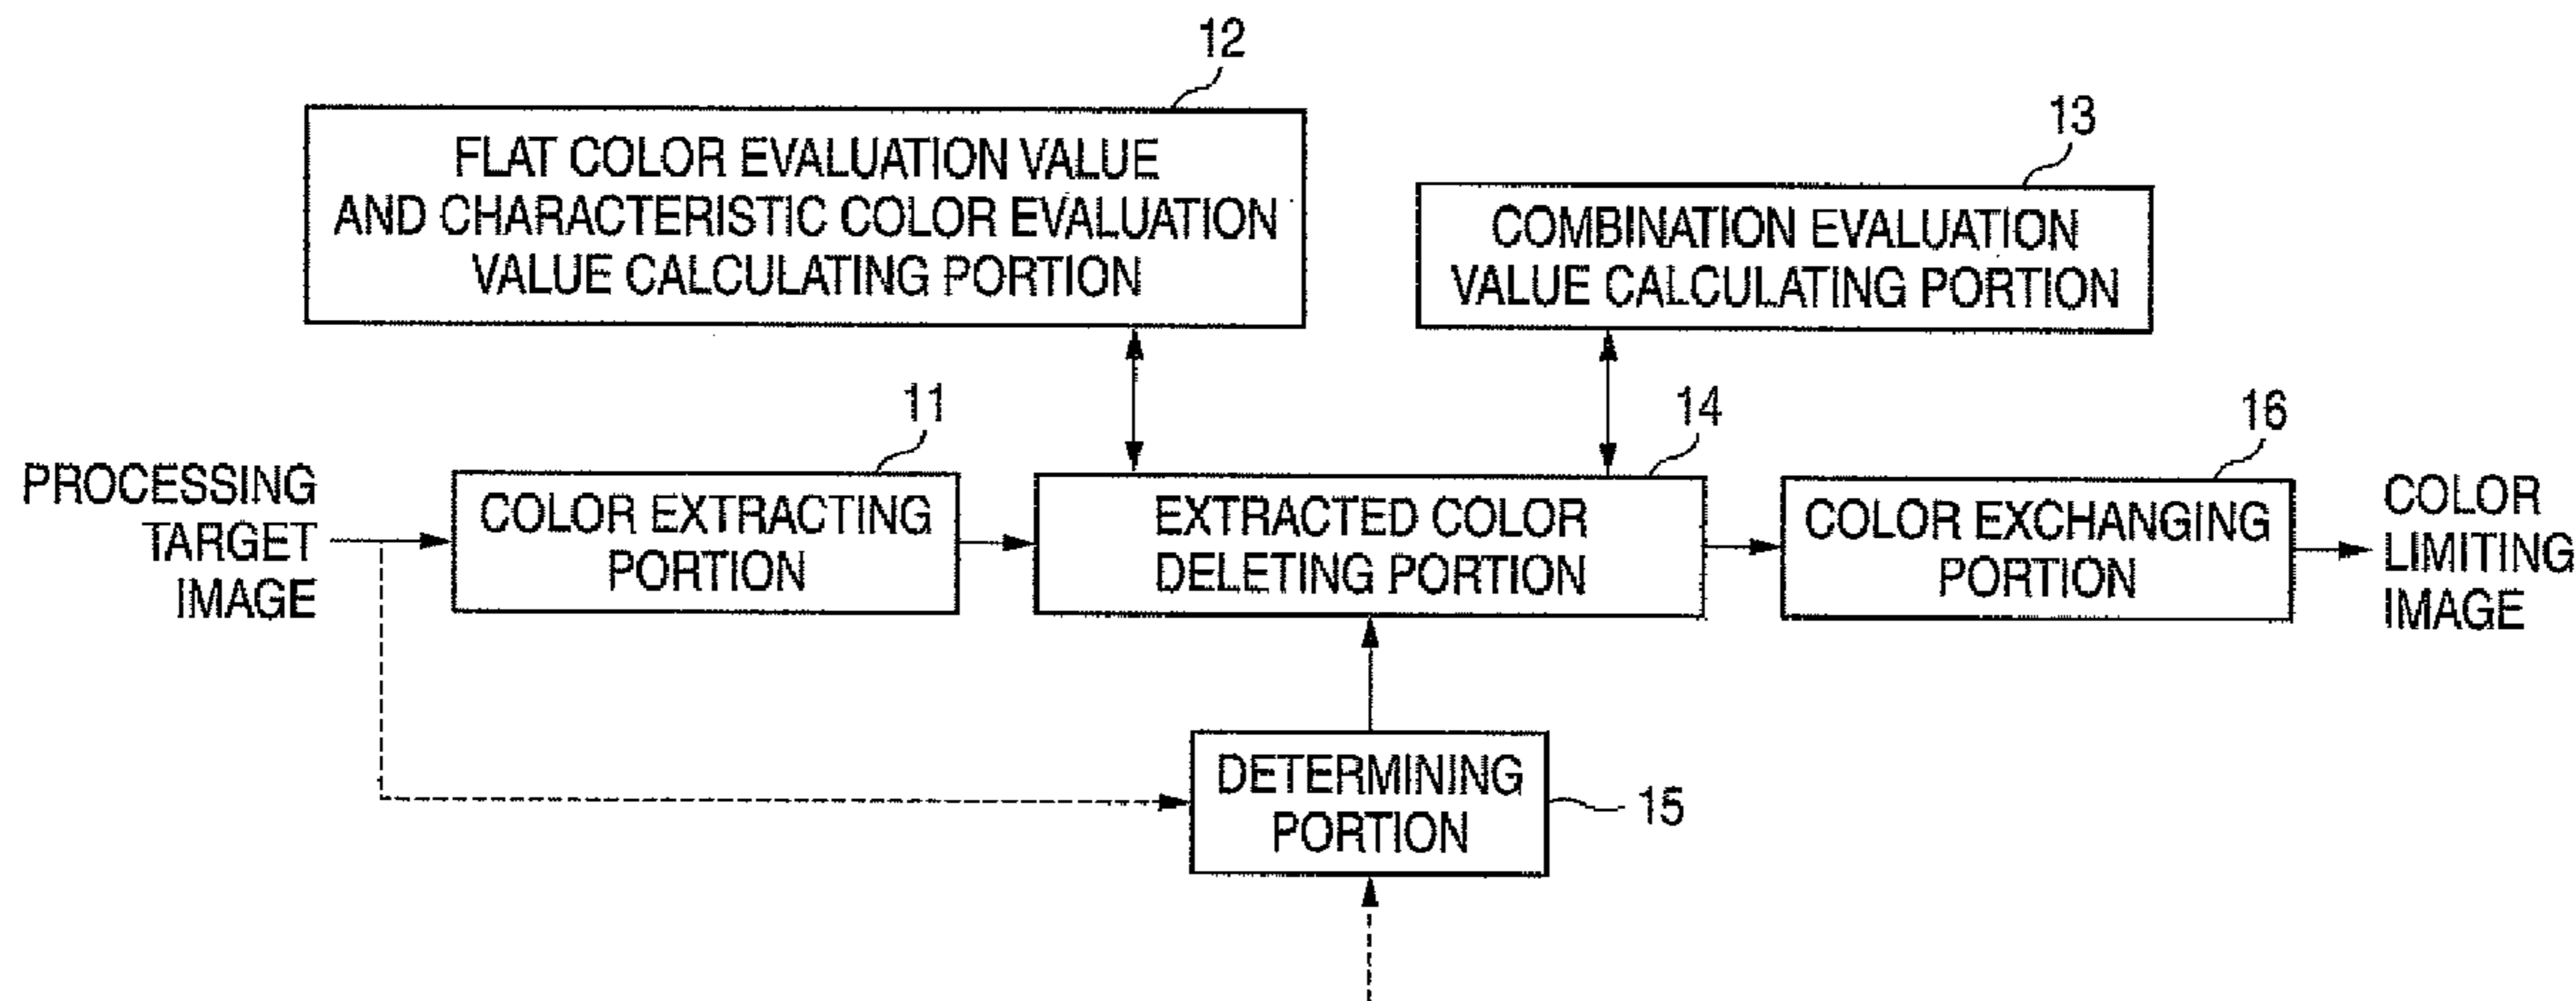 12
FLAT COLOR EVALUATION VALUE
AND CHARACTERISTIC COLOR EVALUATION
VALUE CALCULATING PORTION
13
COMBINATION EVALUATION
VALUE CALCULATING PORTION
PROCESSING
TARGET
IMAGE
11
COLOR EXTRACTING
PORTION
14
EXTRACTED COLOR
DELETING PORTION
16
COLOR EXCHANGING
PORTION
COLOR
LIMITING
IMAGE
DETERMINING
PORTION
15